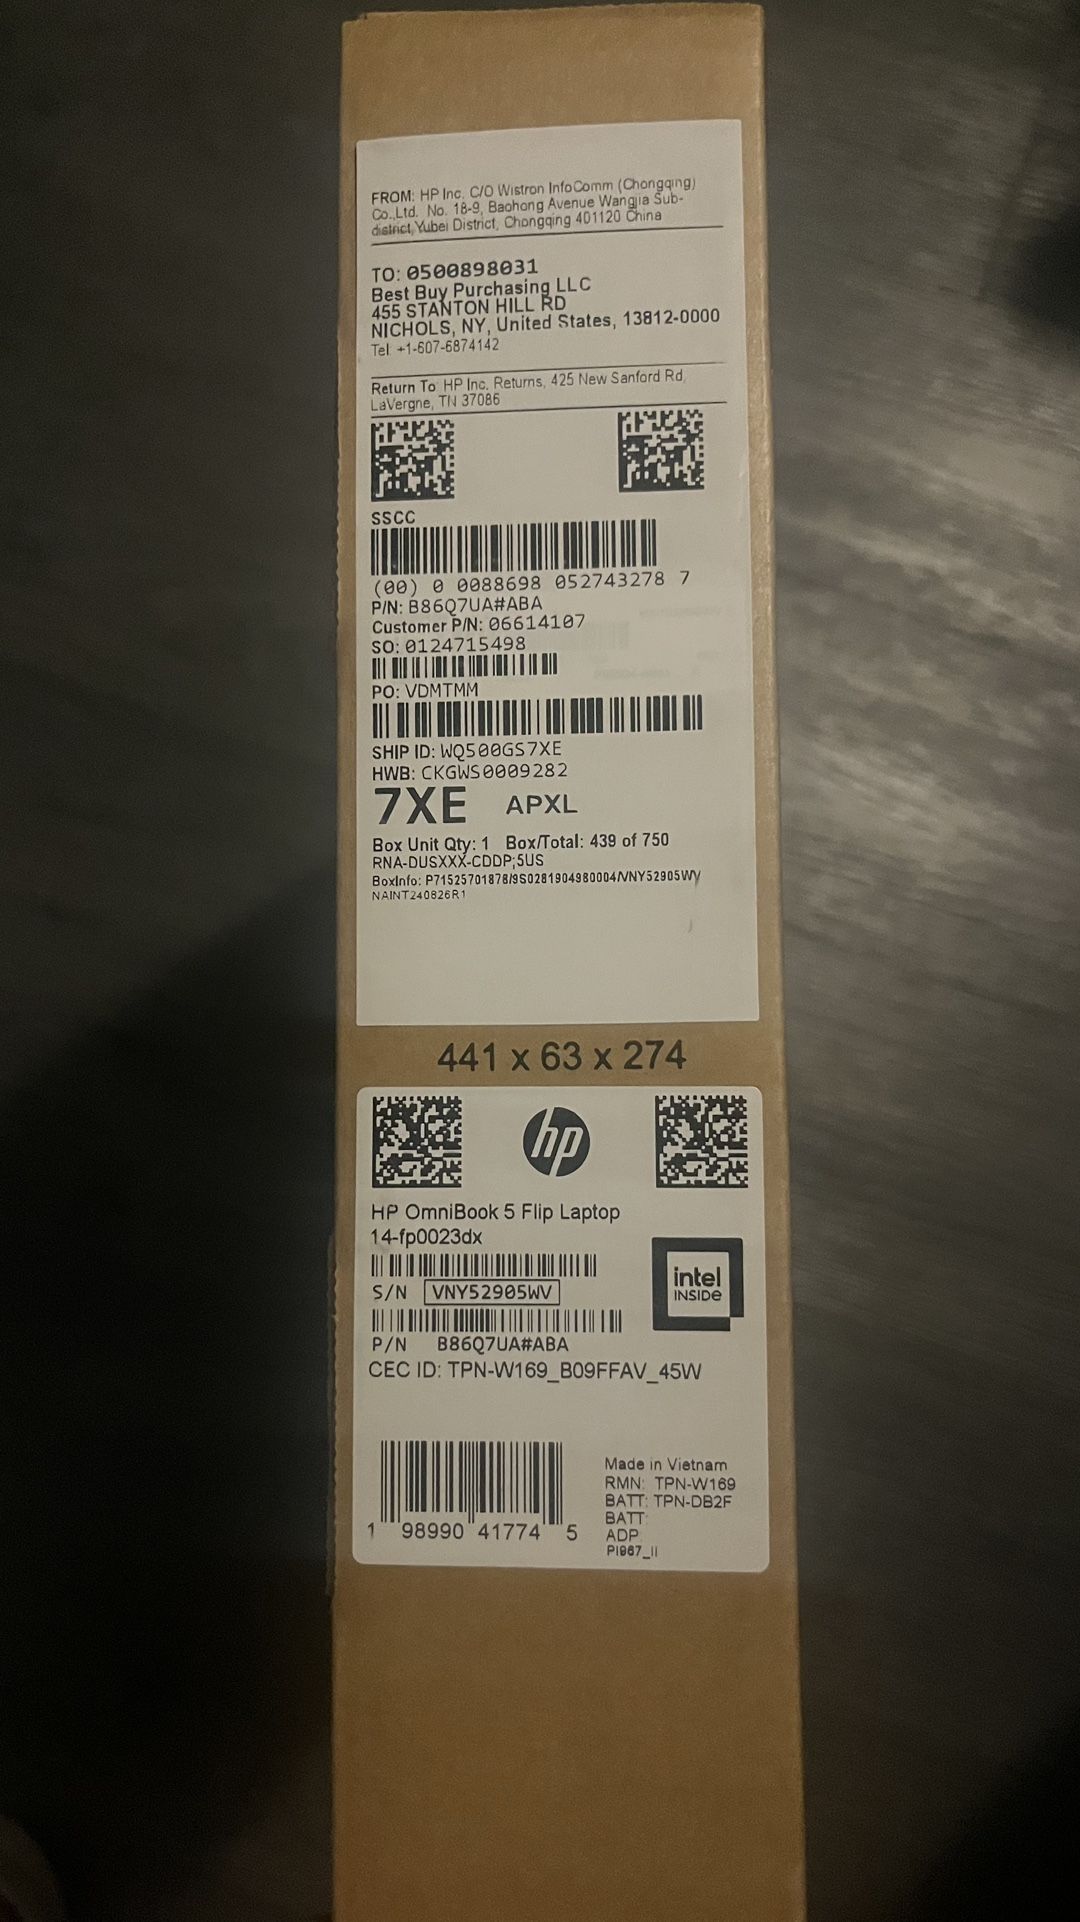 FROM: HP Inc. C/O Wistron InfoComm (Chongqing)
Co.,Ltd. No. 18-9, Baohong Avenue Wangjia Sub-
district,Yubei District, Chongqing 401120 China
TO: 0500898031
Best Buy Purchasing LLC
455 STANTON HILL RD
NICHOLS, NY, United States, 13812-0000
Tel: +1-607-6874142
Return To: HP Inc. Returns, 425 New Sanford Rd,
LaVergne, TN 37086
SSCC
(00) 0 0088698 052743278 7
P/N: B86Q7UA#ABA
Customer P/N: 06614107
SO: 0124715498
PO: VDMTMM
SHIP ID: WQ500GS7XE
HWB: CKGWS0009282
7XE APXL
Box Unit Qty: 1 Box/Total: 439 of 750
RNA-DUSXXX-CDDP;5US
BoxInfo: P71525701878/9S0281904980004/VNY52905WV
NAINT240826R1
441 x 63 x 274
hp
HP OmniBook 5 Flip Laptop
14-fp0023dx
intel
INSIDE
S/N VNY52905WV
P/N B86Q7UA#ABA
CEC ID: TPN-W169_B09FFAV_45W
Made in Vietnam
RMN: TPN-W169
BATT: TPN-DB2F
BATT:
ADP:
PI967_II
1 98990 41774 5